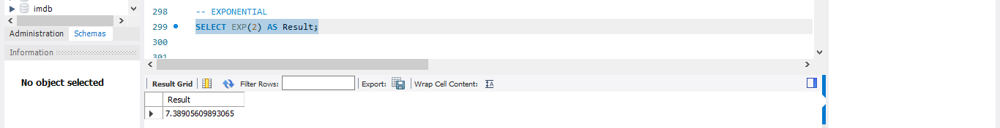 imdb
Administration Schemas
Information
No object selected
298 -- EXPONENTIAL
299 SELECT EXP(2) AS Result;
300
301
Result Grid Filter Rows: Export: Wrap Cell Content:
Result
7.38905609893065